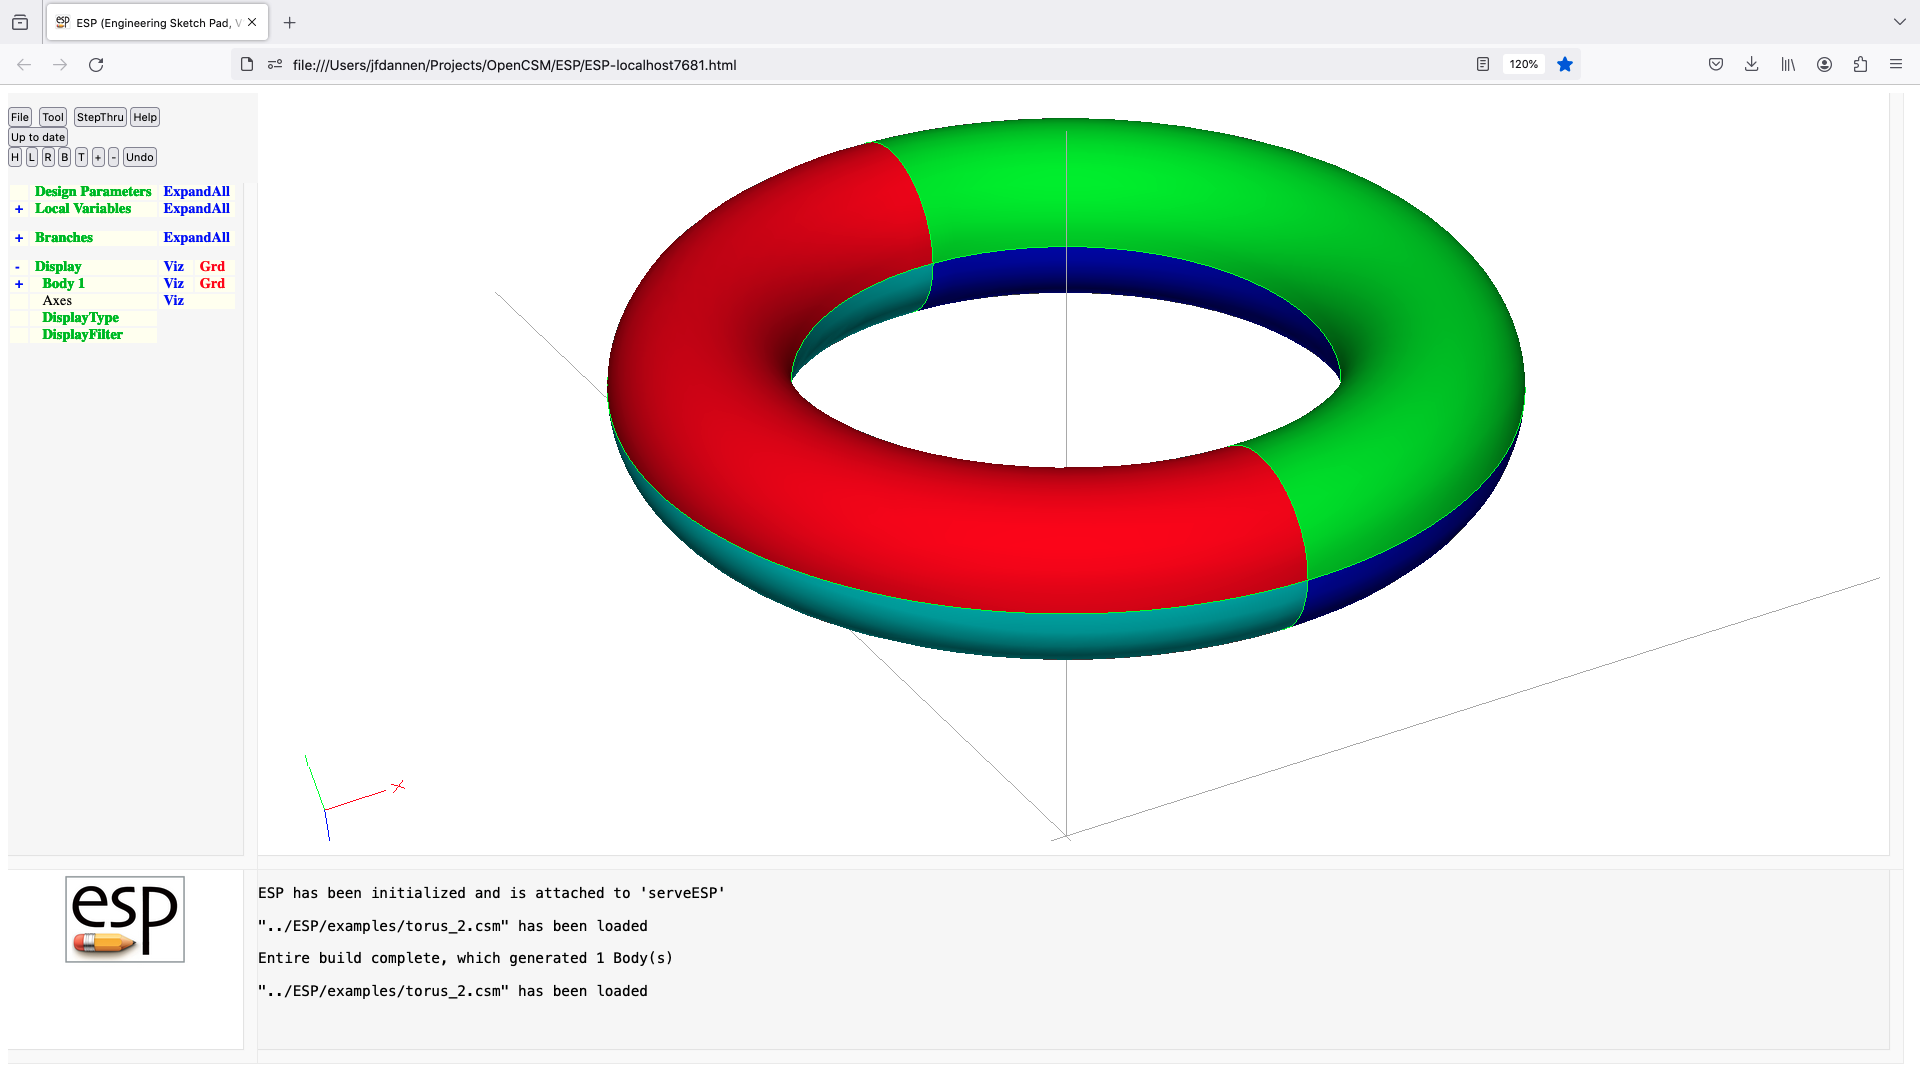 esp ESP (Engineering Sketch Pad, V
file:///Users/jfdannen/Projects/OpenCSM/ESP/ESP-localhost7681.html 120%
File Tool StepThru Help
Up to date
H L R B T + - Undo
Design Parameters ExpandAll
+ Local Variables ExpandAll
+ Branches ExpandAll
- Display Viz Grd
+ Body 1 Viz Grd
Axes Viz
DisplayType
DisplayFilter
X
esp
ESP has been initialized and is attached to 'serveESP'
"../ESP/examples/torus_2.csm" has been loaded
Entire build complete, which generated 1 Body(s)
"../ESP/examples/torus_2.csm" has been loaded